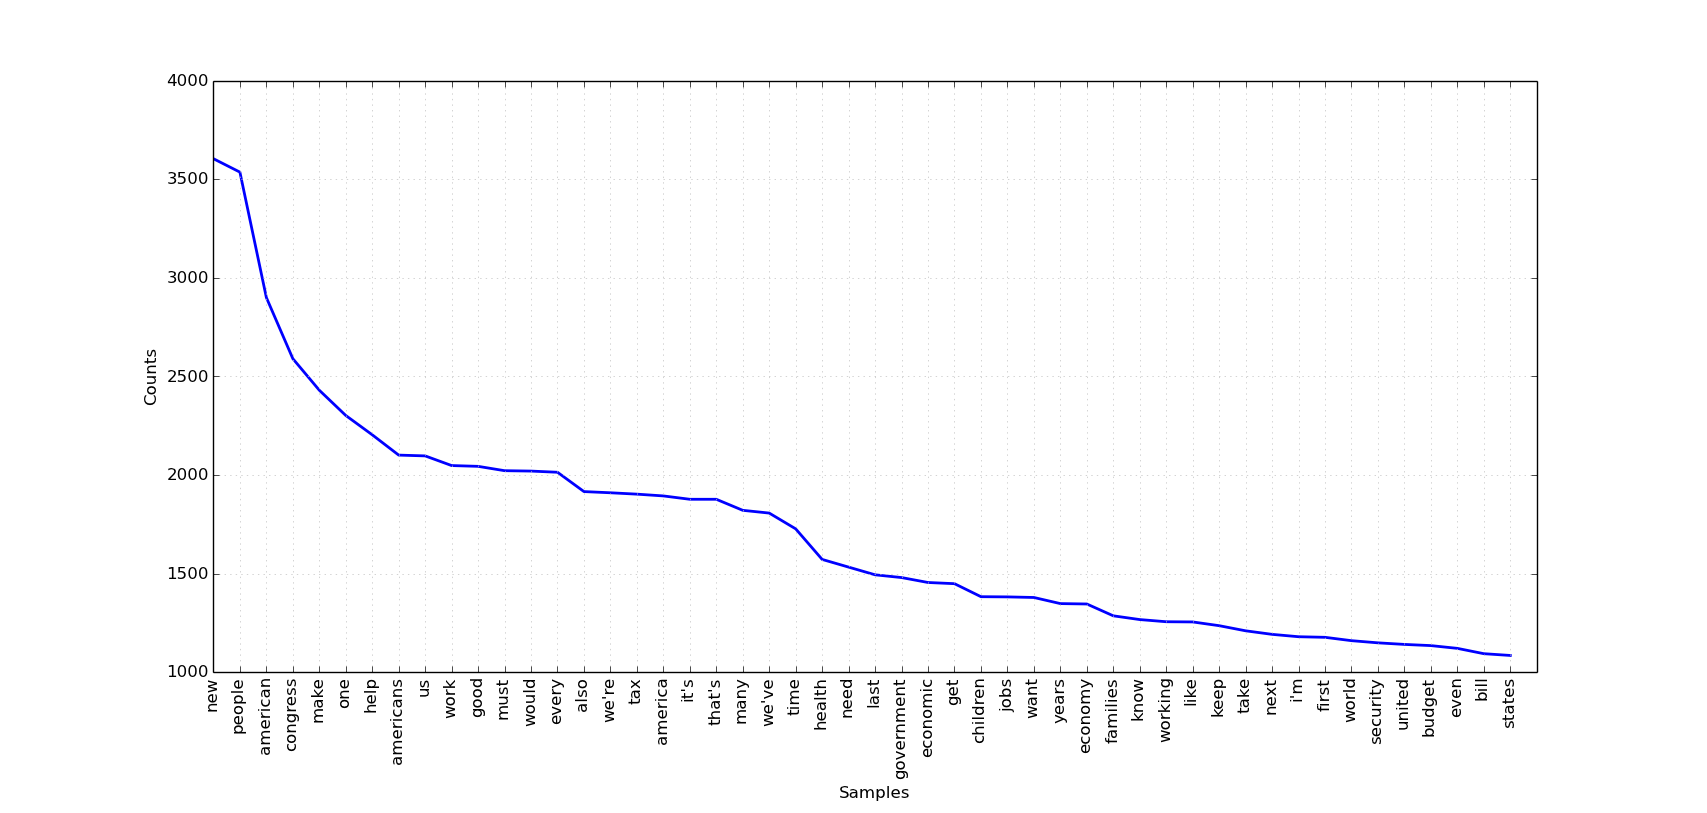 4000
3500
3000
2500
2000
1500
1000
Counts
new
people
american
congress
make
one
help
americans
us
work
good
must
would
every
also
we're
tax
america
it's
that's
many
we've
time
health
need
last
government
economic
get
children
jobs
want
years
economy
families
know
working
like
keep
take
next
i'm
first
world
security
united
budget
even
bill
states
Samples